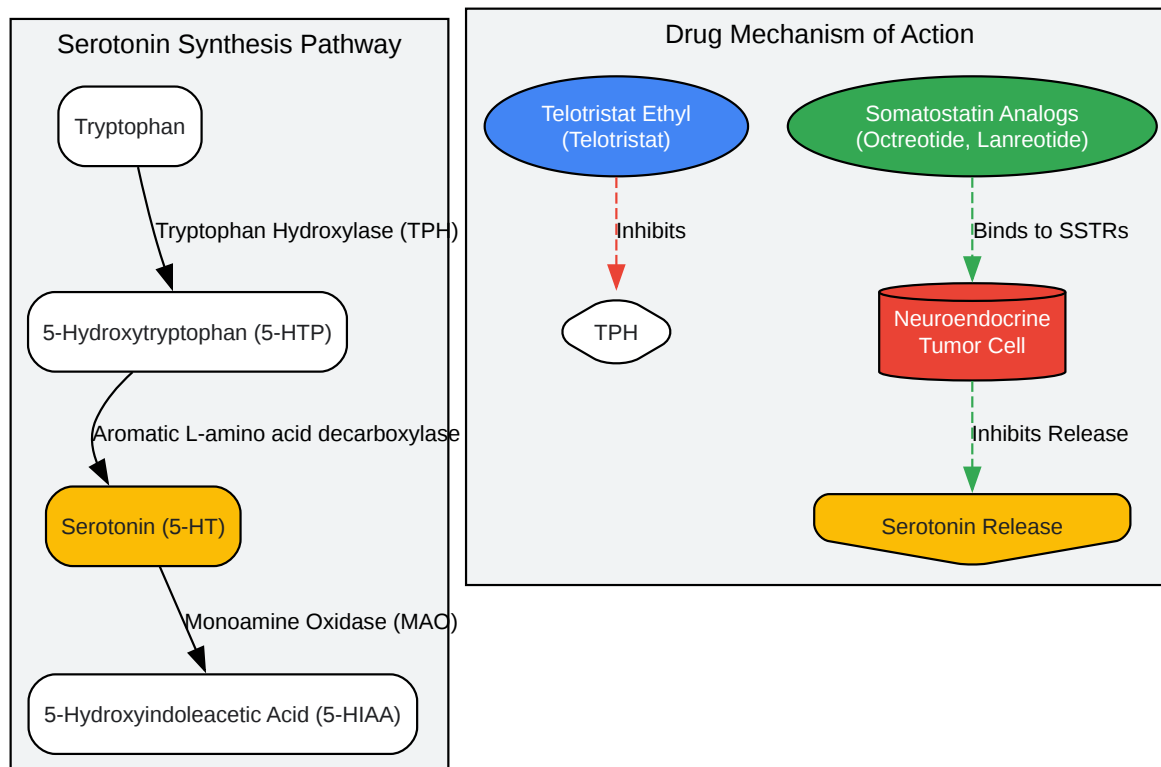 Serotonin Synthesis Pathway
Tryptophan
Tryptophan Hydroxylase (TPH)
5-Hydroxytryptophan (5-HTP)
Aromatic L-amino acid decarboxylase
Serotonin (5-HT)
Monoamine Oxidase (MAO)
5-Hydroxyindoleacetic Acid (5-HIAA)
Drug Mechanism of Action
Telotristat Ethyl
(Telotristat)
Inhibits
TPH
Somatostatin Analogs
(Octreotide, Lanreotide)
Binds to SSTRs
Neuroendocrine
Tumor Cell
Inhibits Release
Serotonin Release